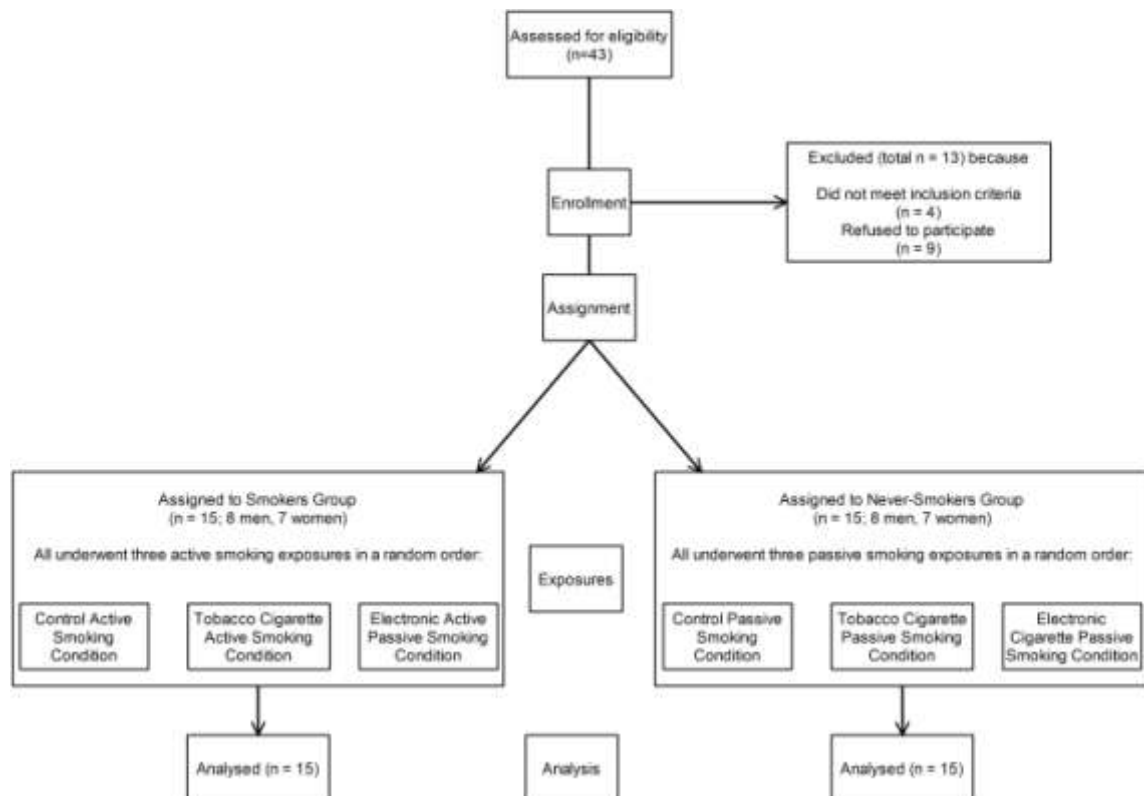 Assessed for eligibility
(n=43)
Excluded (total n = 13) because
Did not meet inclusion criteria
(n = 4)
Refused to participate
(n = 9)
Enrollment
Assignment
Assigned to Smokers Group
(n = 15; 8 men, 7 women)
All underwent three active smoking exposures in a random order:
Control Active
Smoking
Condition
Tobacco Cigarette
Active Smoking
Condition
Electronic Active
Passive Smoking
Condition
Exposures
Assigned to Never-Smokers Group
(n = 15; 8 men, 7 women)
All underwent three passive smoking exposures in a random order:
Control Passive
Smoking
Condition
Tobacco Cigarette
Passive Smoking
Condition
Electronic
Cigarette Passive
Smoking Condition
Analysed (n = 15)
Analysis
Analysed (n = 15)